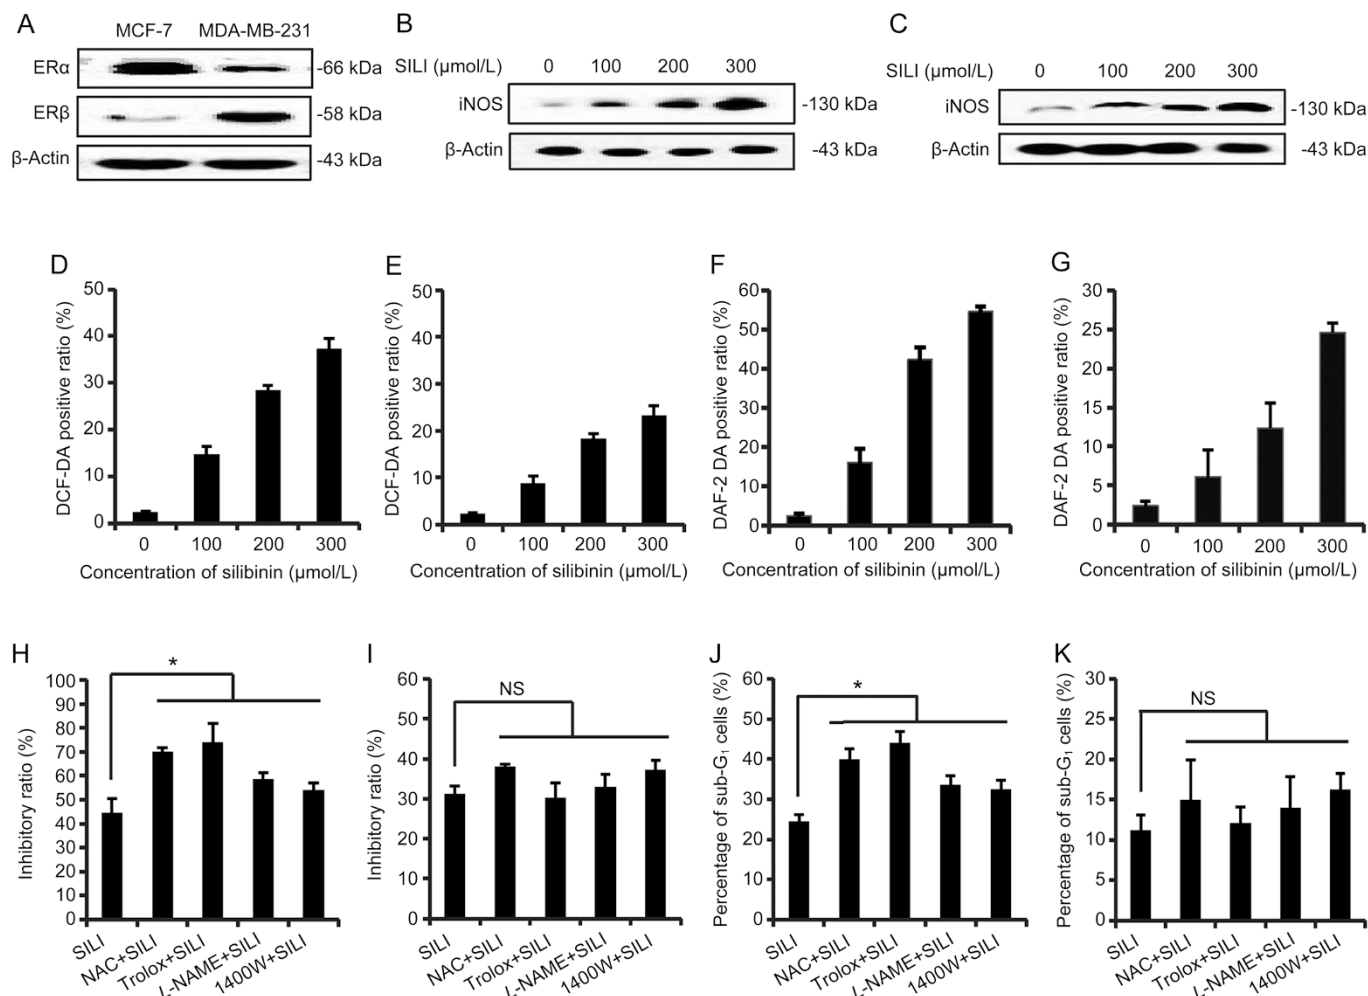 A
MCF-7 MDA-MB-231
ERα -66 kDa
ERβ -58 kDa
β-Actin -43 kDa
B
SILI (μmol/L) 0 100 200 300
iNOS -130 kDa
β-Actin -43 kDa
C
SILI (μmol/L) 0 100 200 300
iNOS -130 kDa
β-Actin -43 kDa
D
DCF-DA positive ratio (%)
50
40
30
20
10
0
0 100 200 300
Concentration of silibinin (μmol/L)
E
DCF-DA positive ratio (%)
50
40
30
20
10
0
0 100 200 300
Concentration of silibinin (μmol/L)
F
DAF-2 DA positive ratio (%)
60
50
40
30
20
10
0
0 100 200 300
Concentration of silibinin (μmol/L)
G
DAF-2 DA positive ratio (%)
30
25
20
15
10
5
0
0 100 200 300
Concentration of silibinin (μmol/L)
H
Inhibitory ratio (%)
100
90
80
70
60
50
40
30
20
10
0
*
SILI
NAC+SILI
Trolox+SILI
L-NAME+SILI
1400W+SILI
I
Inhibitory ratio (%)
60
50
40
30
20
10
0
NS
SILI
NAC+SILI
Trolox+SILI
L-NAME+SILI
1400W+SILI
J
Percentage of sub-G₁ cells (%)
60
50
40
30
20
10
0
*
SILI
NAC+SILI
Trolox+SILI
L-NAME+SILI
1400W+SILI
K
Percentage of sub-G₁ cells (%)
30
25
20
15
10
5
0
NS
SILI
NAC+SILI
Trolox+SILI
L-NAME+SILI
1400W+SILI